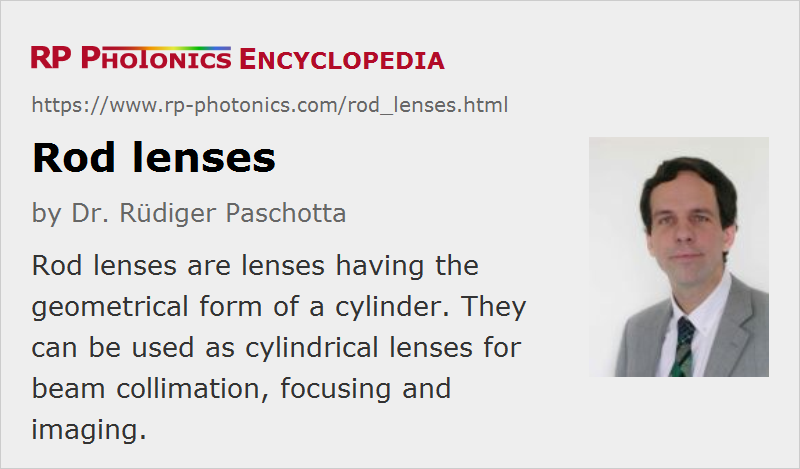 RP PHOTONICS ENCYCLOPEDIA
https://www.rp-photonics.com/rod_lenses.html
Rod lenses
by Dr. Rüdiger Paschotta
Rod lenses are lenses having the
geometrical form of a cylinder. They
can be used as cylindrical lenses for
beam collimation, focusing and
imaging.